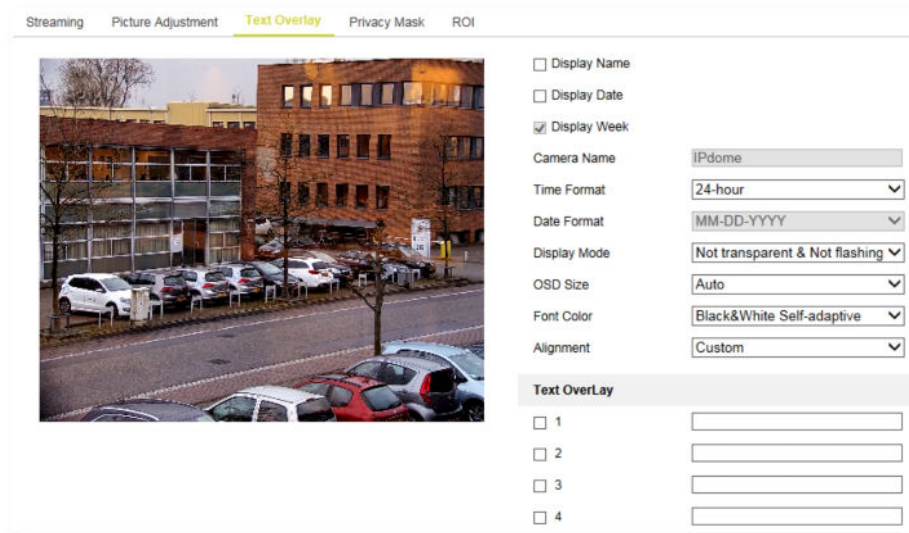 Streaming Picture Adjustment Text Overlay Privacy Mask ROI
Display Name
Display Date
Display Week
Camera Name IPdome
Time Format 24-hour
Date Format MM-DD-YYYY
Display Mode Not transparent & Not flashing
OSD Size Auto
Font Color Black&White Self-adaptive
Alignment Custom
Text OverLay
1
2
3
4